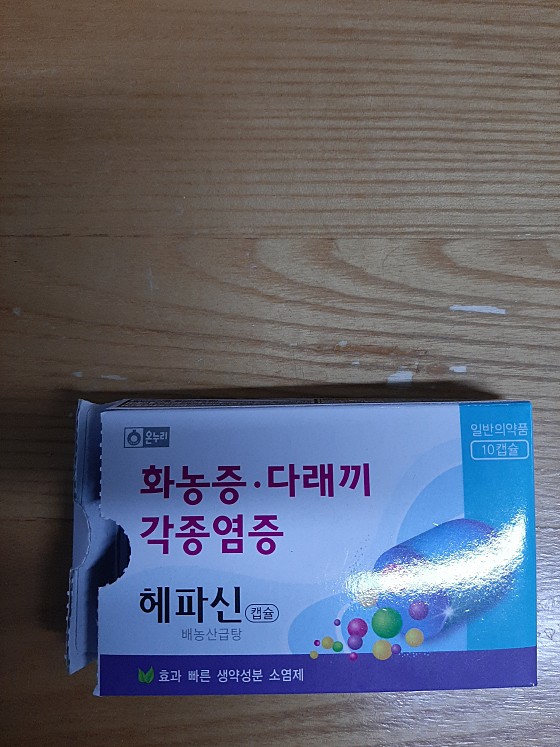 온누리
일반의약품
10캡슐
화농증·다래끼
각종염증
헤파신 캡슐
배농산급탕
효과 빠른 생약성분 소염제